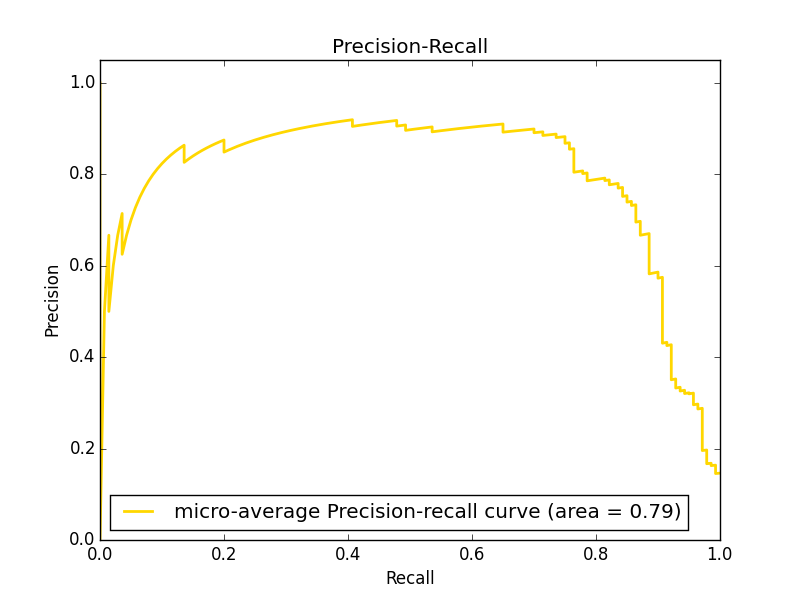 Precision-Recall
1.0
0.8
0.6
0.4
0.2
0.0
Precision
micro-average Precision-recall curve (area = 0.79)
0.0 0.2 0.4 0.6 0.8 1.0
Recall